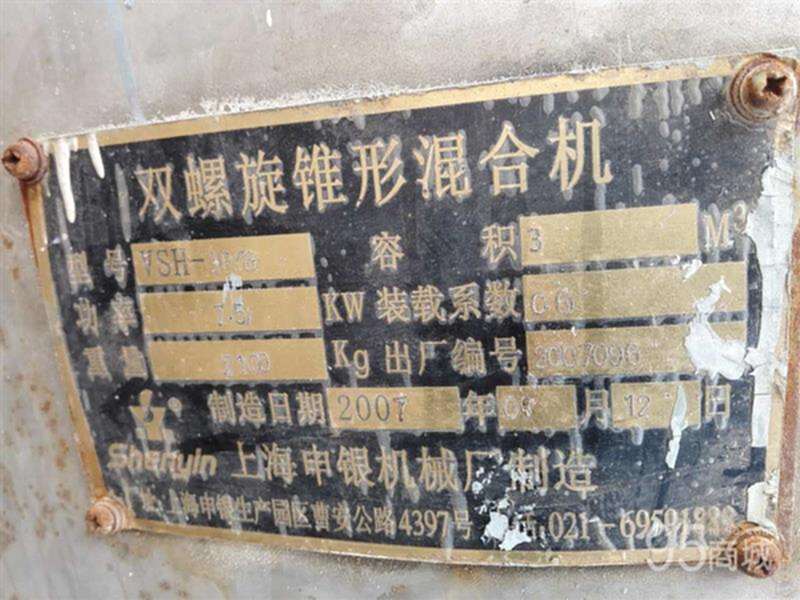 双螺旋锥形混合机
型号 VSH- 容积 3 M³
功率 7.5 KW 装载系数 0.6
重量 2100 Kg 出厂编号 2007096
制造日期 2007 年 07 月 12 日
Shenyin 上海申银机械厂制造
厂址:上海申银生产园区曹安公路4397号 电话:021-69591
95商城